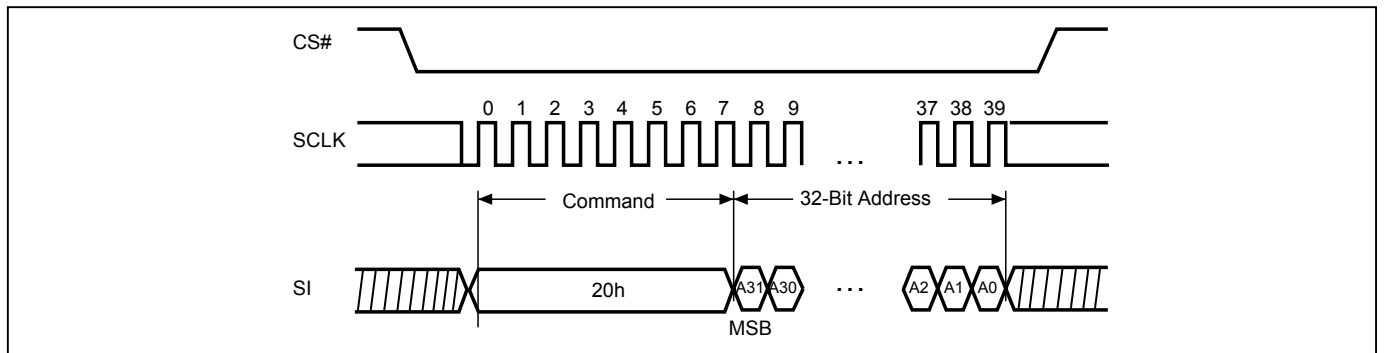 CS#
0 1 2 3 4 5 6 7 8 9 37 38 39
SCLK
...
Command 32-Bit Address
SI 20h A31 A30 ... A2 A1 A0
MSB